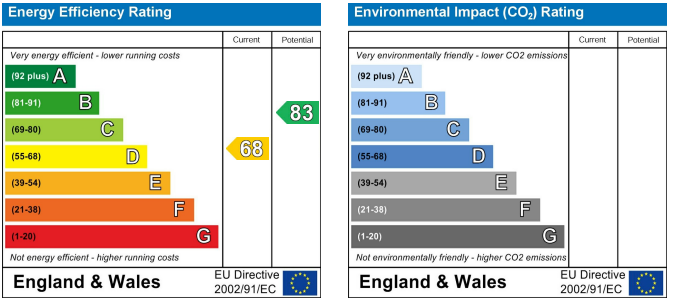 Energy Efficiency Rating
Current Potential
Very energy efficient - lower running costs
(92 plus) A
(81-91) B
(69-80) C
(55-68) D
(39-54) E
(21-38) F
(1-20) G
83
68
Not energy efficient - higher running costs
England & Wales
EU Directive
2002/91/EC
Environmental Impact (CO₂) Rating
Current Potential
Very environmentally friendly - lower CO2 emissions
(92 plus) A
(81-91) B
(69-80) C
(55-68) D
(39-54) E
(21-38) F
(1-20) G
Not environmentally friendly - higher CO2 emissions
England & Wales
EU Directive
2002/91/EC